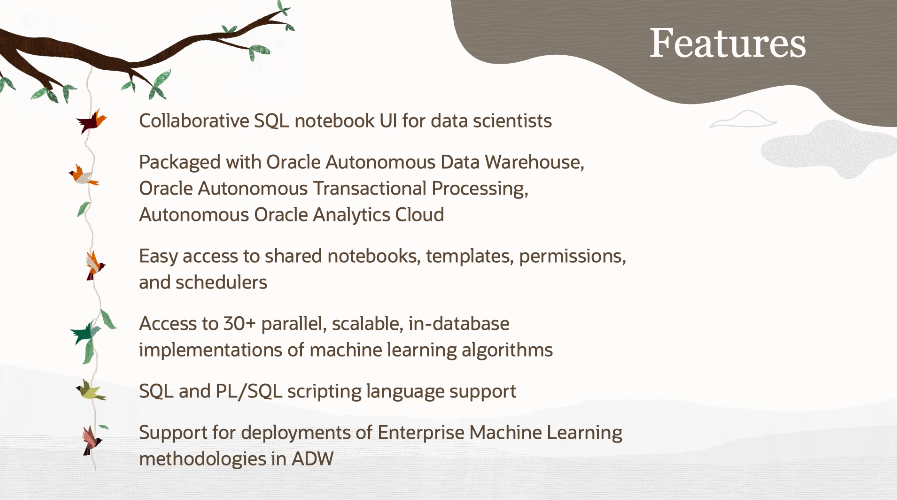 Features
Collaborative SQL notebook UI for data scientists
Packaged with Oracle Autonomous Data Warehouse,
Oracle Autonomous Transactional Processing,
Autonomous Oracle Analytics Cloud
Easy access to shared notebooks, templates, permissions,
and schedulers
Access to 30+ parallel, scalable, in-database
implementations of machine learning algorithms
SQL and PL/SQL scripting language support
Support for deployments of Enterprise Machine Learning
methodologies in ADW